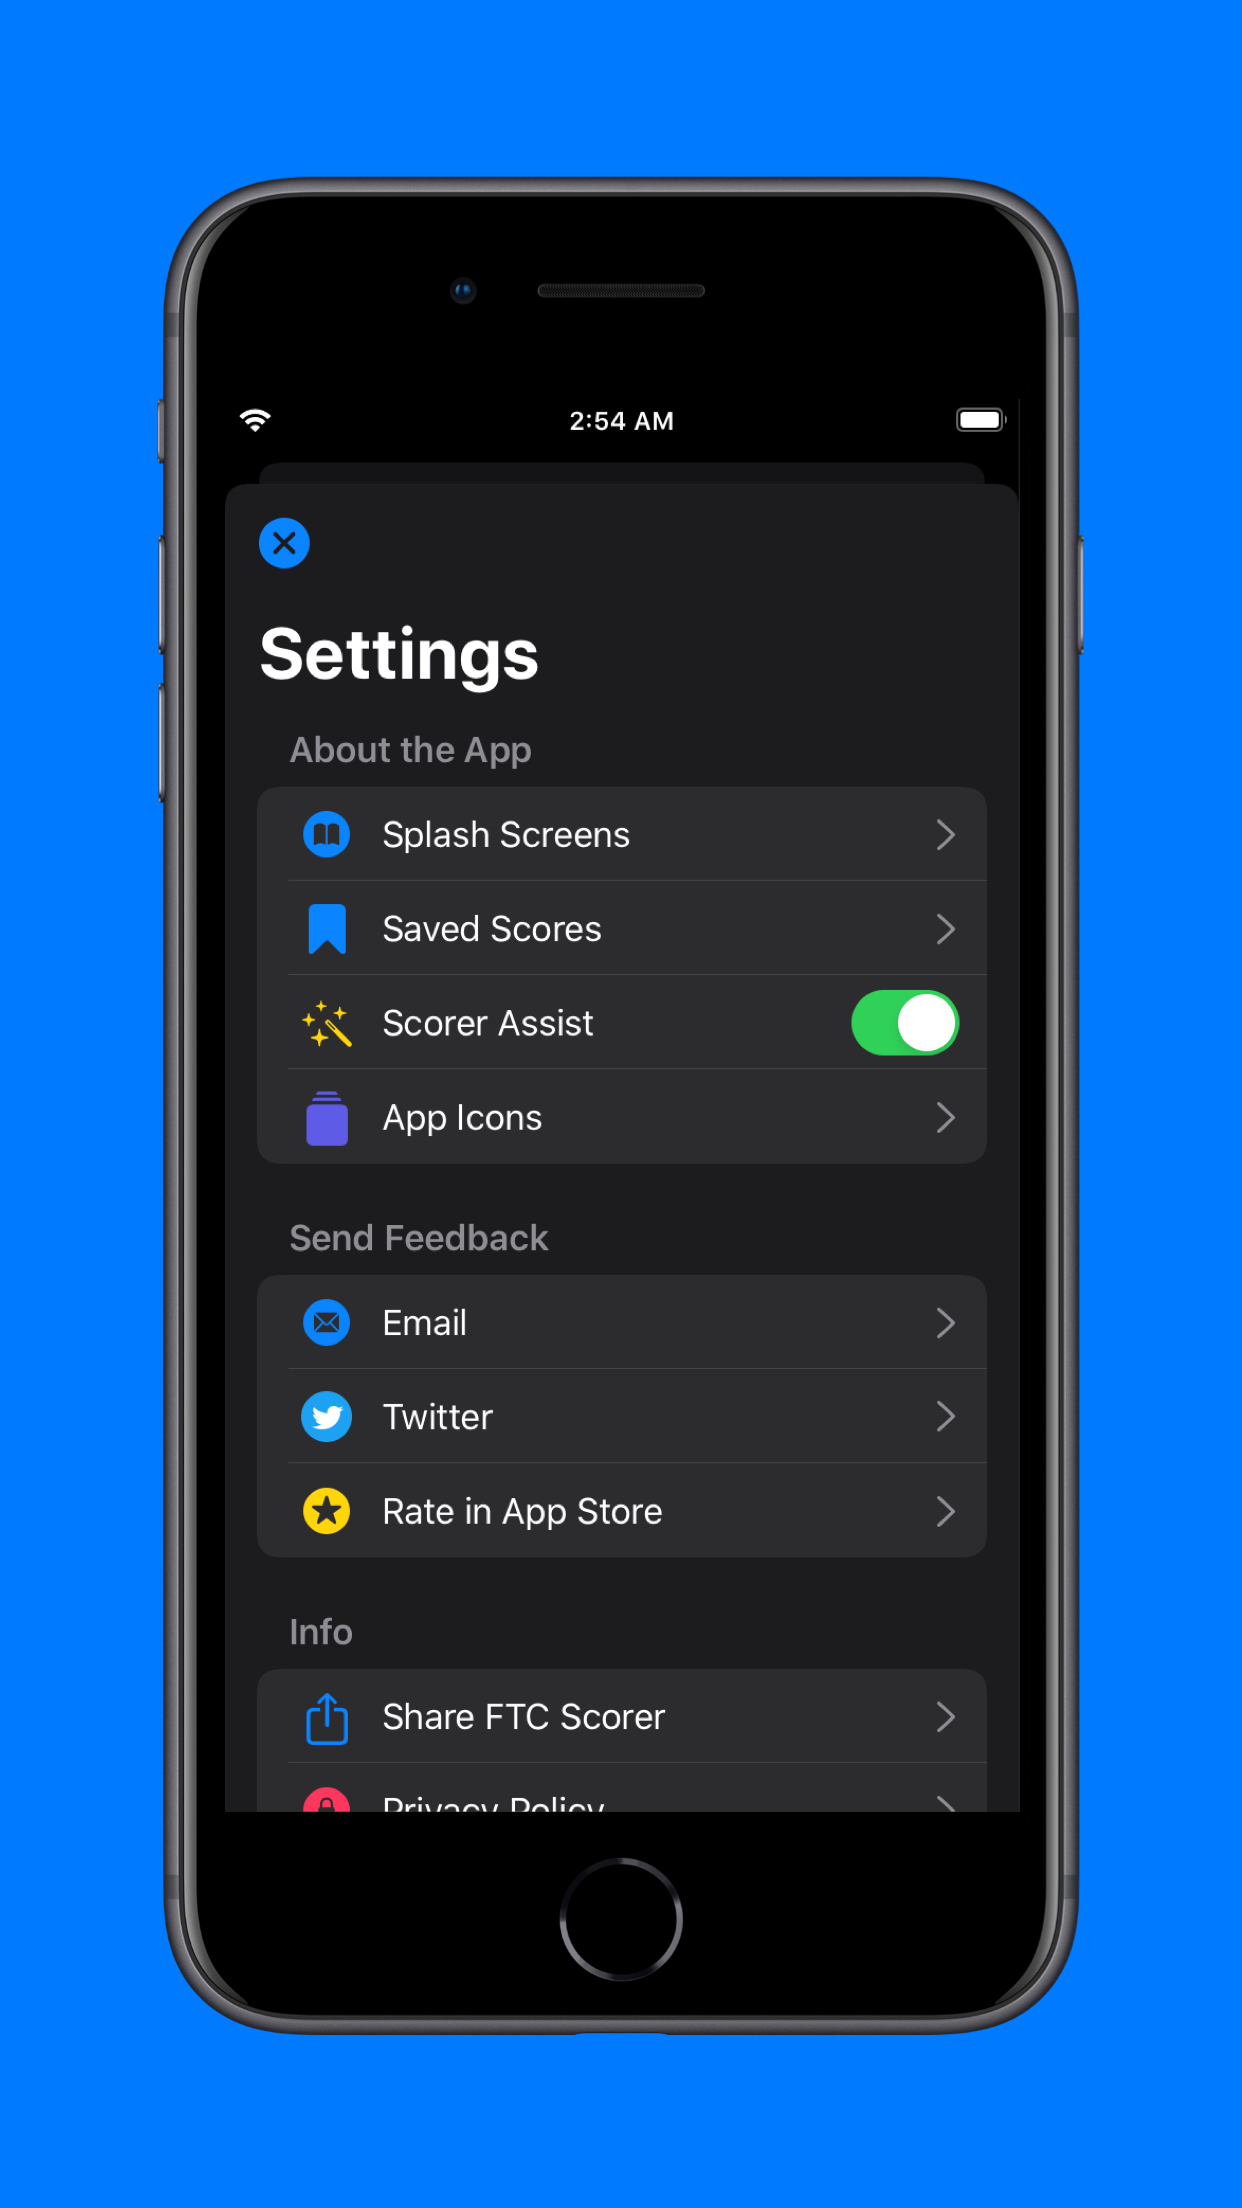 2:54 AM
Settings
About the App
Splash Screens
Saved Scores
Scorer Assist
App Icons
Send Feedback
Email
Twitter
Rate in App Store
Info
Share FTC Scorer
Privacy Policy